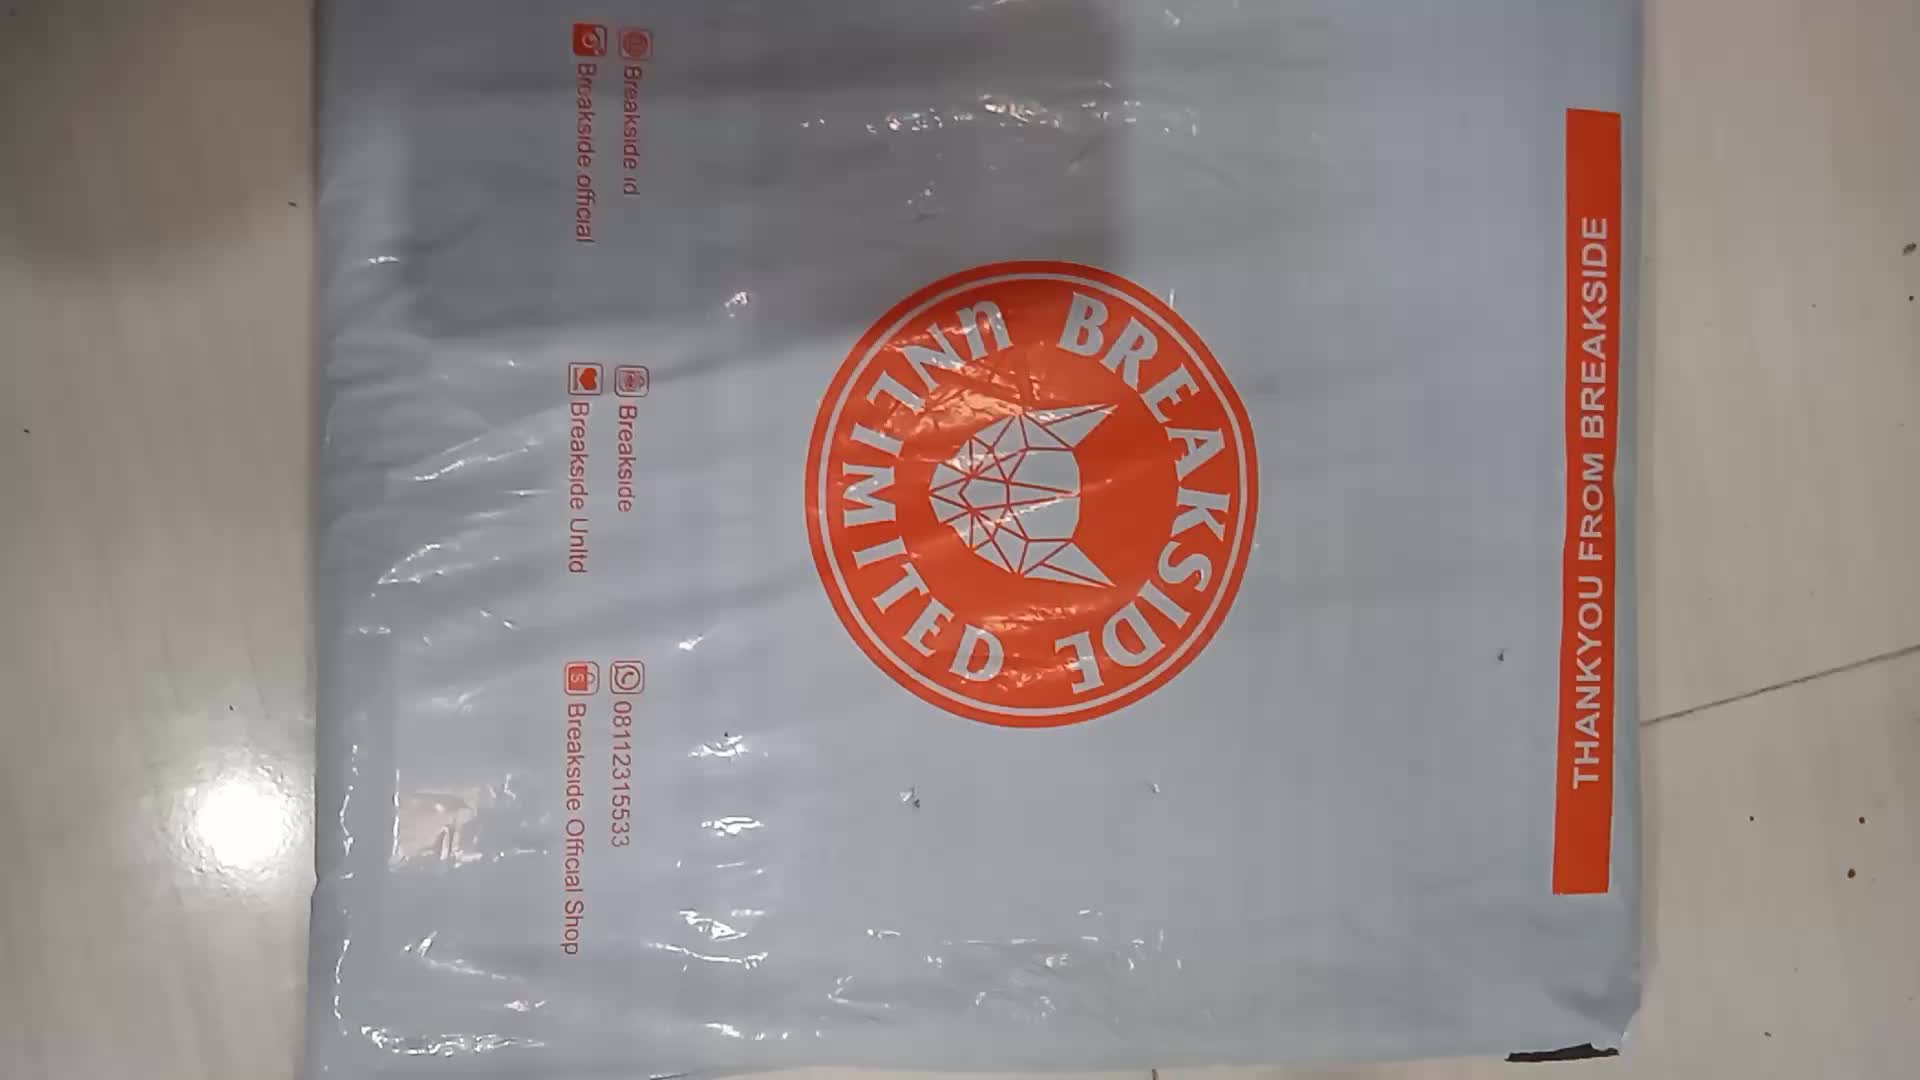 THANKYOU FROM BREAKSIDE
BREAKSIDE
UNLIMITED
Breakside.id
Breakside
08112315533
Breakside.official
Breakside Unltd
Breakside Official Shop